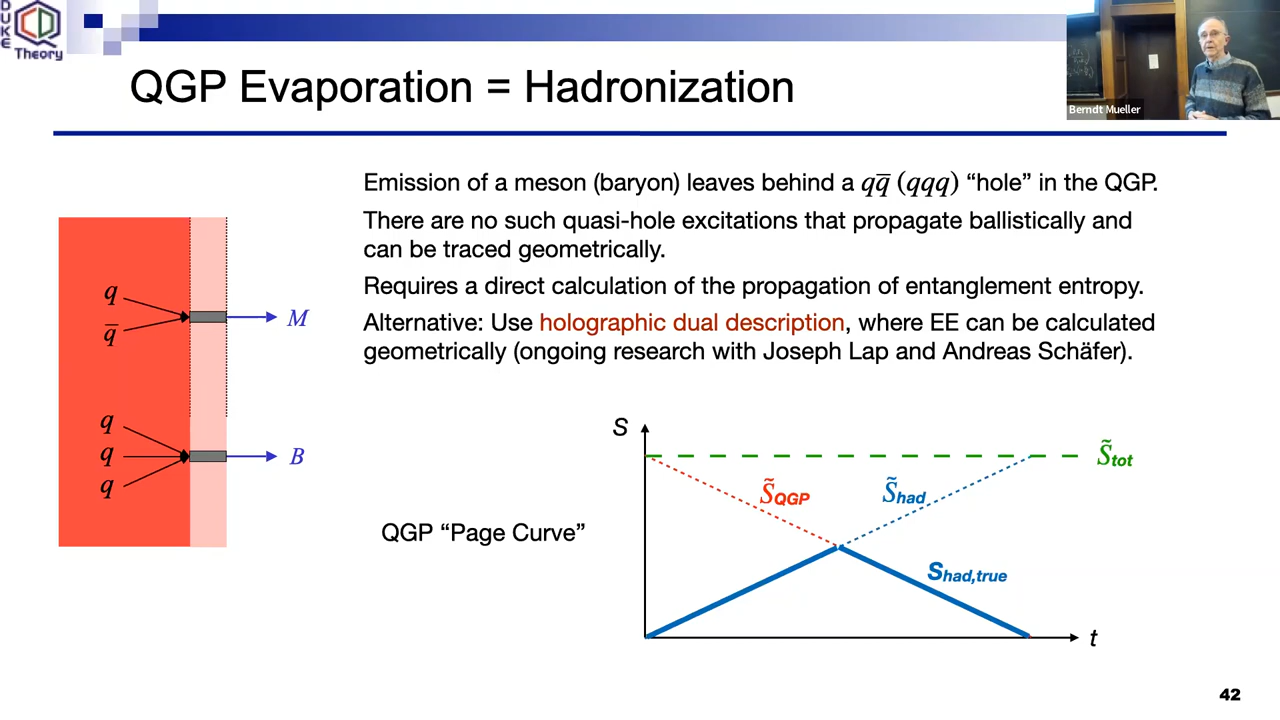 DUKE
Theory
QGP Evaporation = Hadronization
Berndt Mueller
Emission of a meson (baryon) leaves behind a qq̅ (qqq) “hole” in the QGP.
There are no such quasi-hole excitations that propagate ballistically and
can be traced geometrically.
Requires a direct calculation of the propagation of entanglement entropy.
Alternative: Use holographic dual description, where EE can be calculated
geometrically (ongoing research with Joseph Lap and Andreas Schäfer).
q
q̅
M
q
q
q
B
QGP “Page Curve”
S
S̃tot
S̃QGP
S̃had
Shad,true
t
42